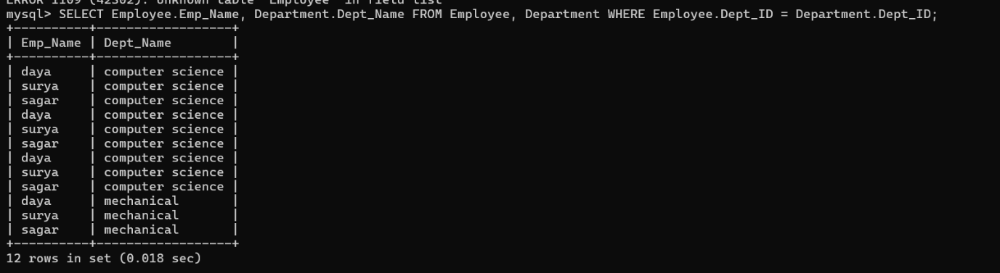 ERROR 1109 (42S02): Unknown table 'Employee' in field list
mysql> SELECT Employee.Emp_Name, Department.Dept_Name FROM Employee, Department WHERE Employee.Dept_ID = Department.Dept_ID;
+----------+------------------+
| Emp_Name | Dept_Name        |
+----------+------------------+
| daya     | computer science |
| surya    | computer science |
| sagar    | computer science |
| daya     | computer science |
| surya    | computer science |
| sagar    | computer science |
| daya     | computer science |
| surya    | computer science |
| sagar    | computer science |
| daya     | mechanical       |
| surya    | mechanical       |
| sagar    | mechanical       |
+----------+------------------+
12 rows in set (0.018 sec)